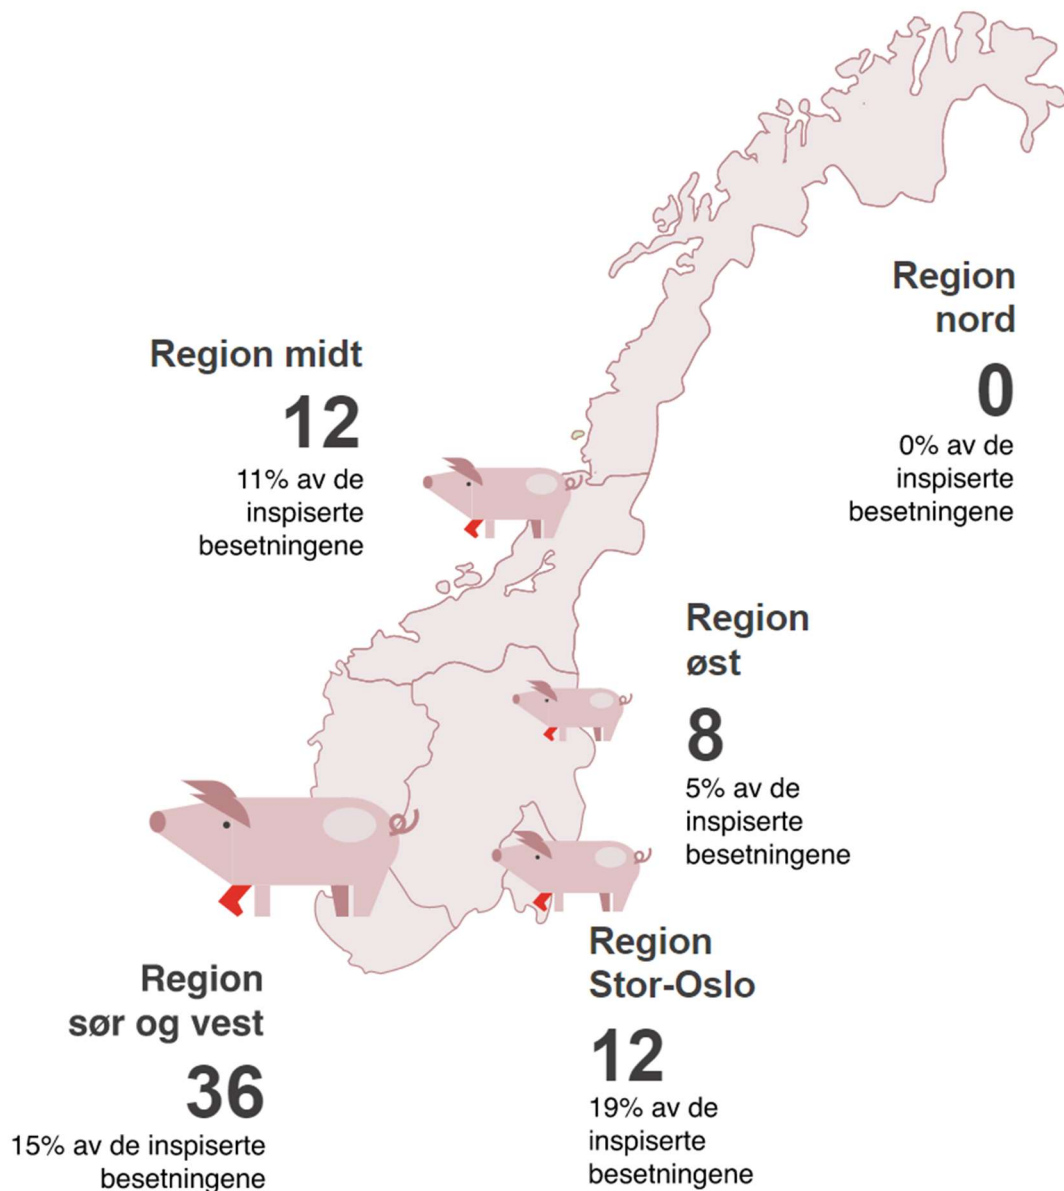 Region
nord
0
0% av de
inspiserte
besetningene
Region midt
12
11% av de
inspiserte
besetningene
Region
øst
8
5% av de
inspiserte
besetningene
Region
Stor-Oslo
12
19% av de
inspiserte
besetningene
Region
sør og vest
36
15% av de inspiserte
besetningene